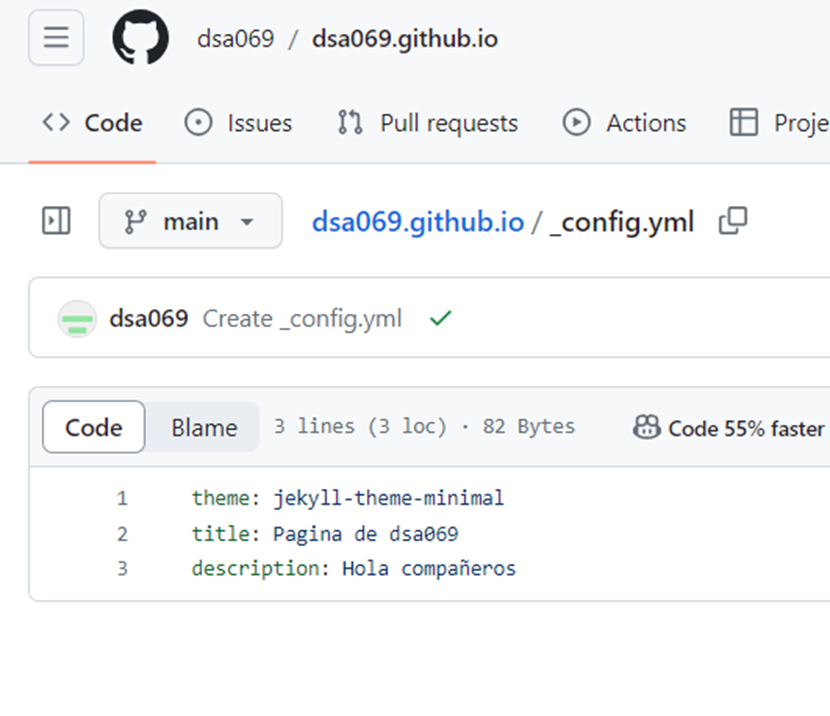 dsa069 / dsa069.github.io
Code Issues Pull requests Actions Proje
main dsa069.github.io / _config.yml
dsa069 Create _config.yml
Code Blame 3 lines (3 loc) · 82 Bytes Code 55% faster
1 theme: jekyll-theme-minimal
2 title: Pagina de dsa069
3 description: Hola compañeros